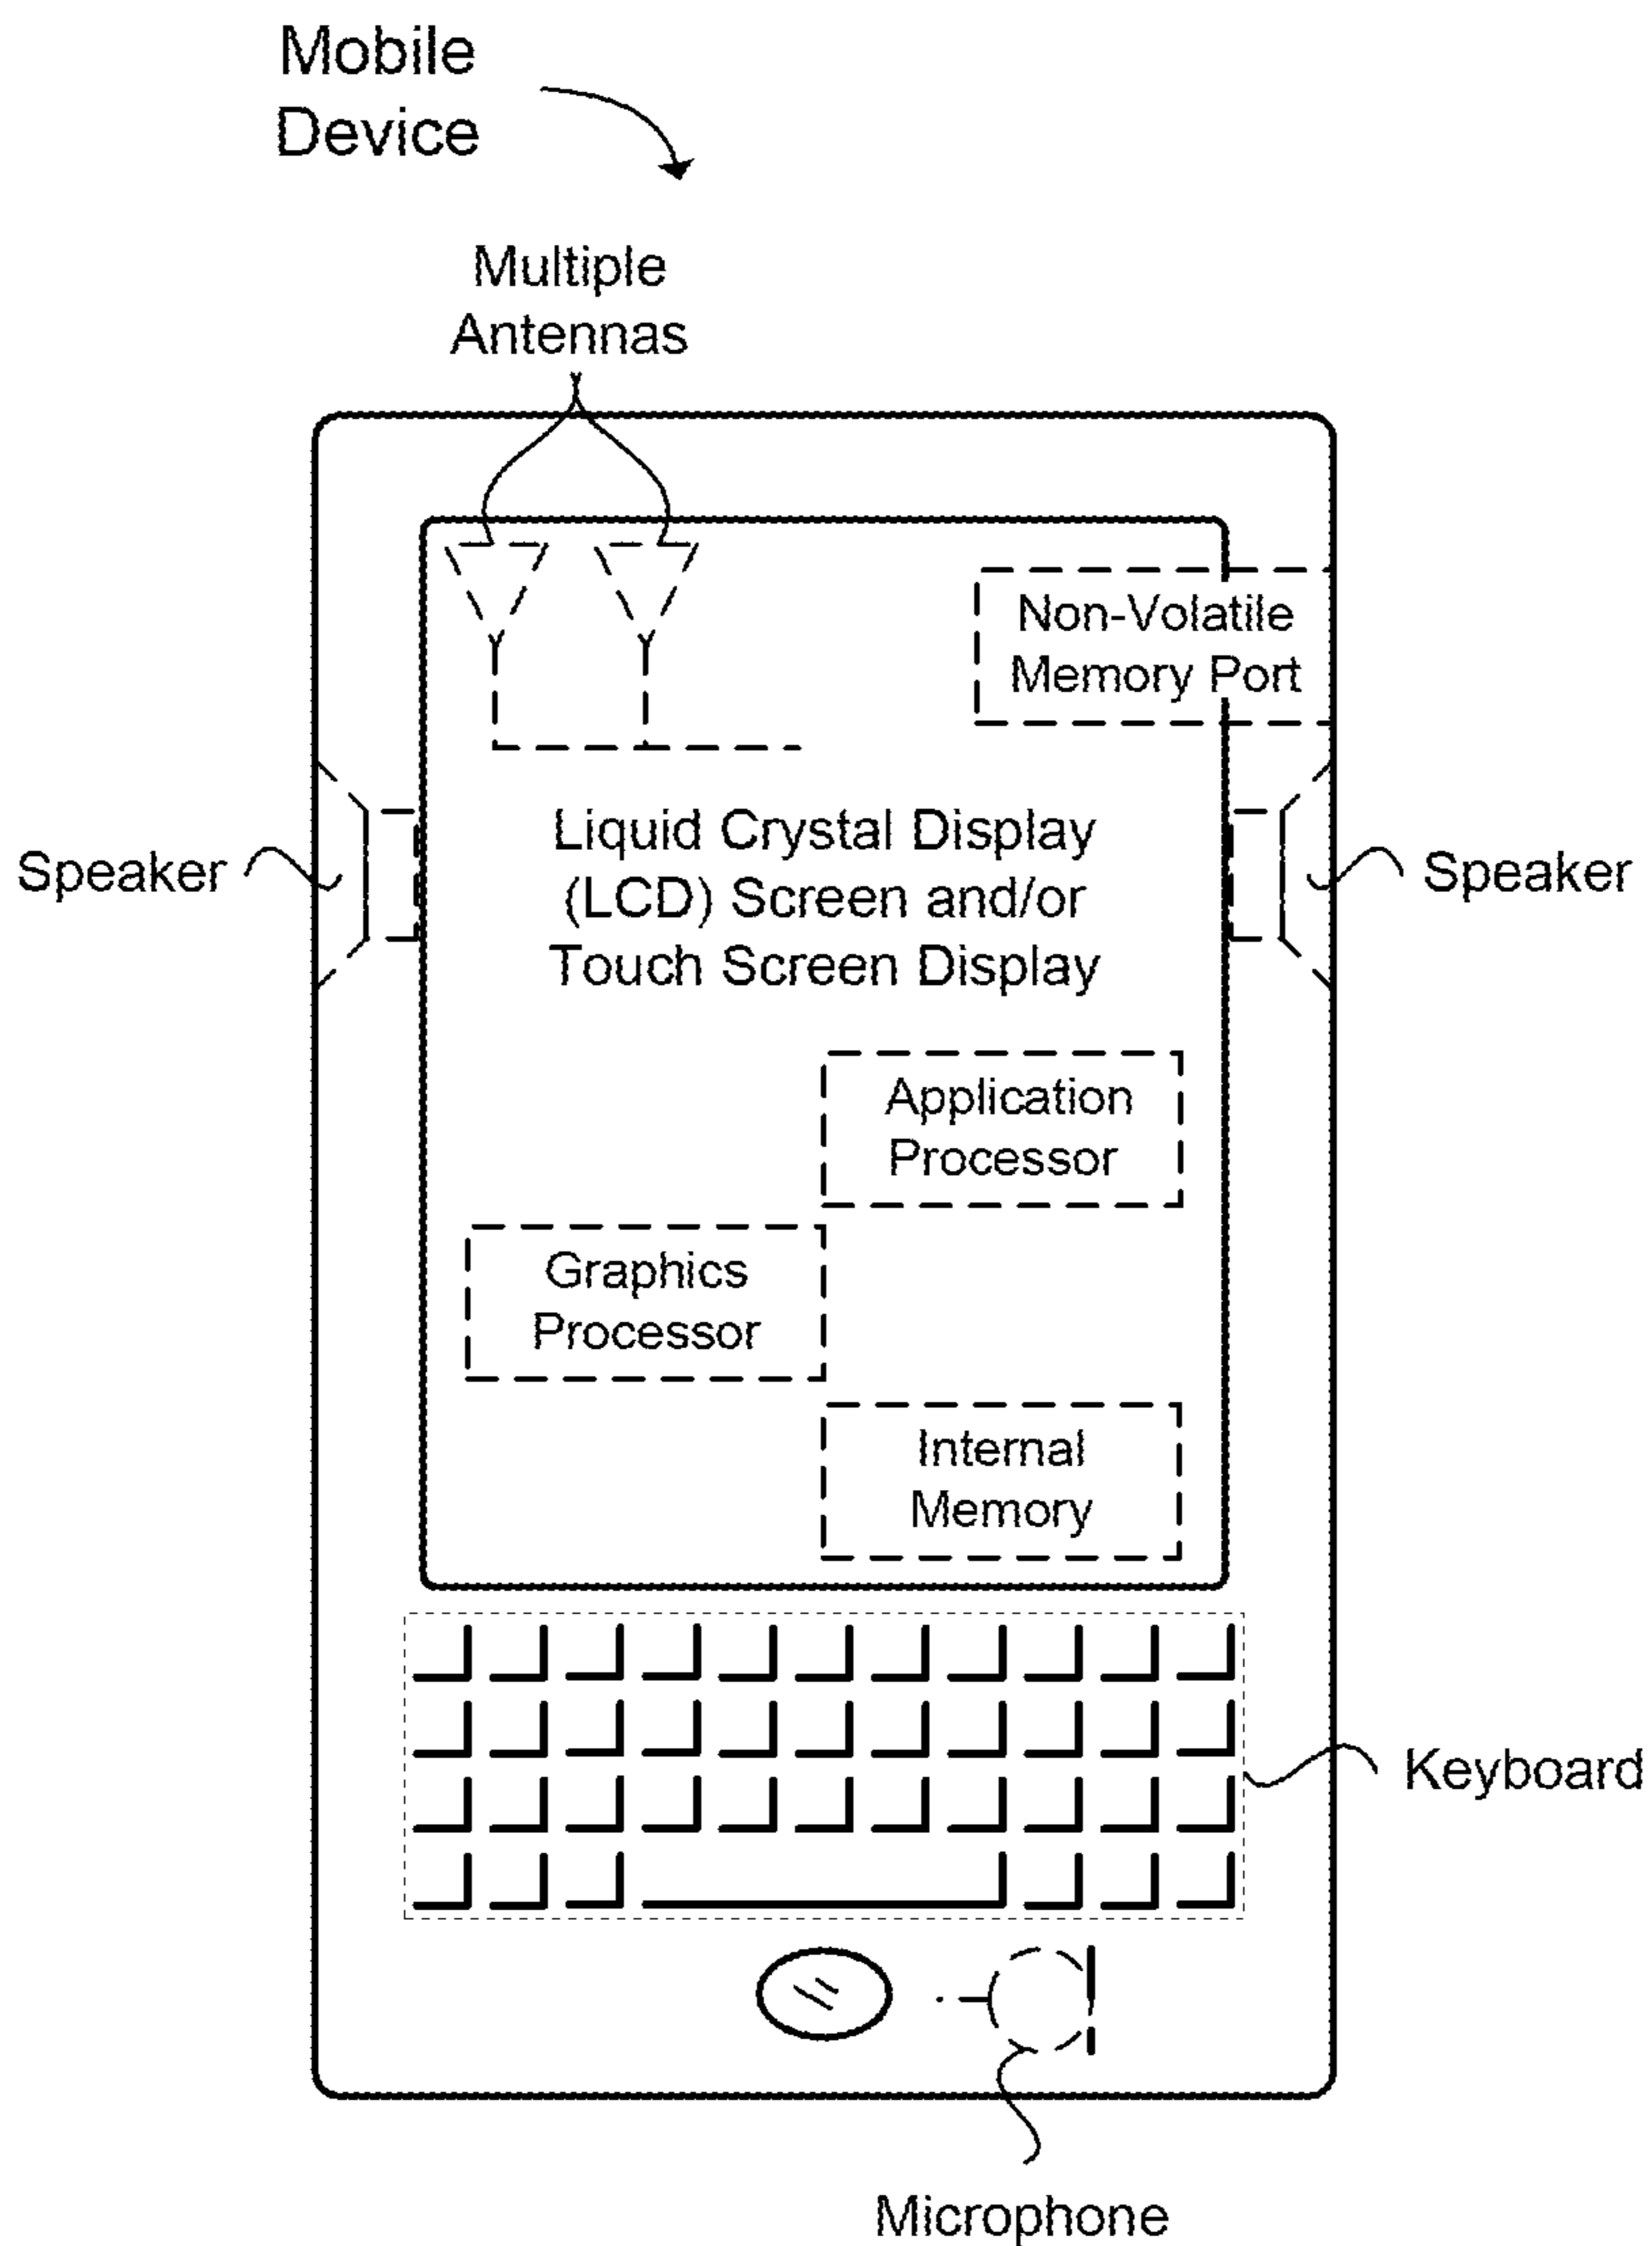 Mobile
Device
Multiple
Antennas
Non-Volatile
Memory Port
Speaker
Liquid Crystal Display
(LCD) Screen and/or
Touch Screen Display
Speaker
Application
Processor
Graphics
Processor
Internal
Memory
Keyboard
Microphone